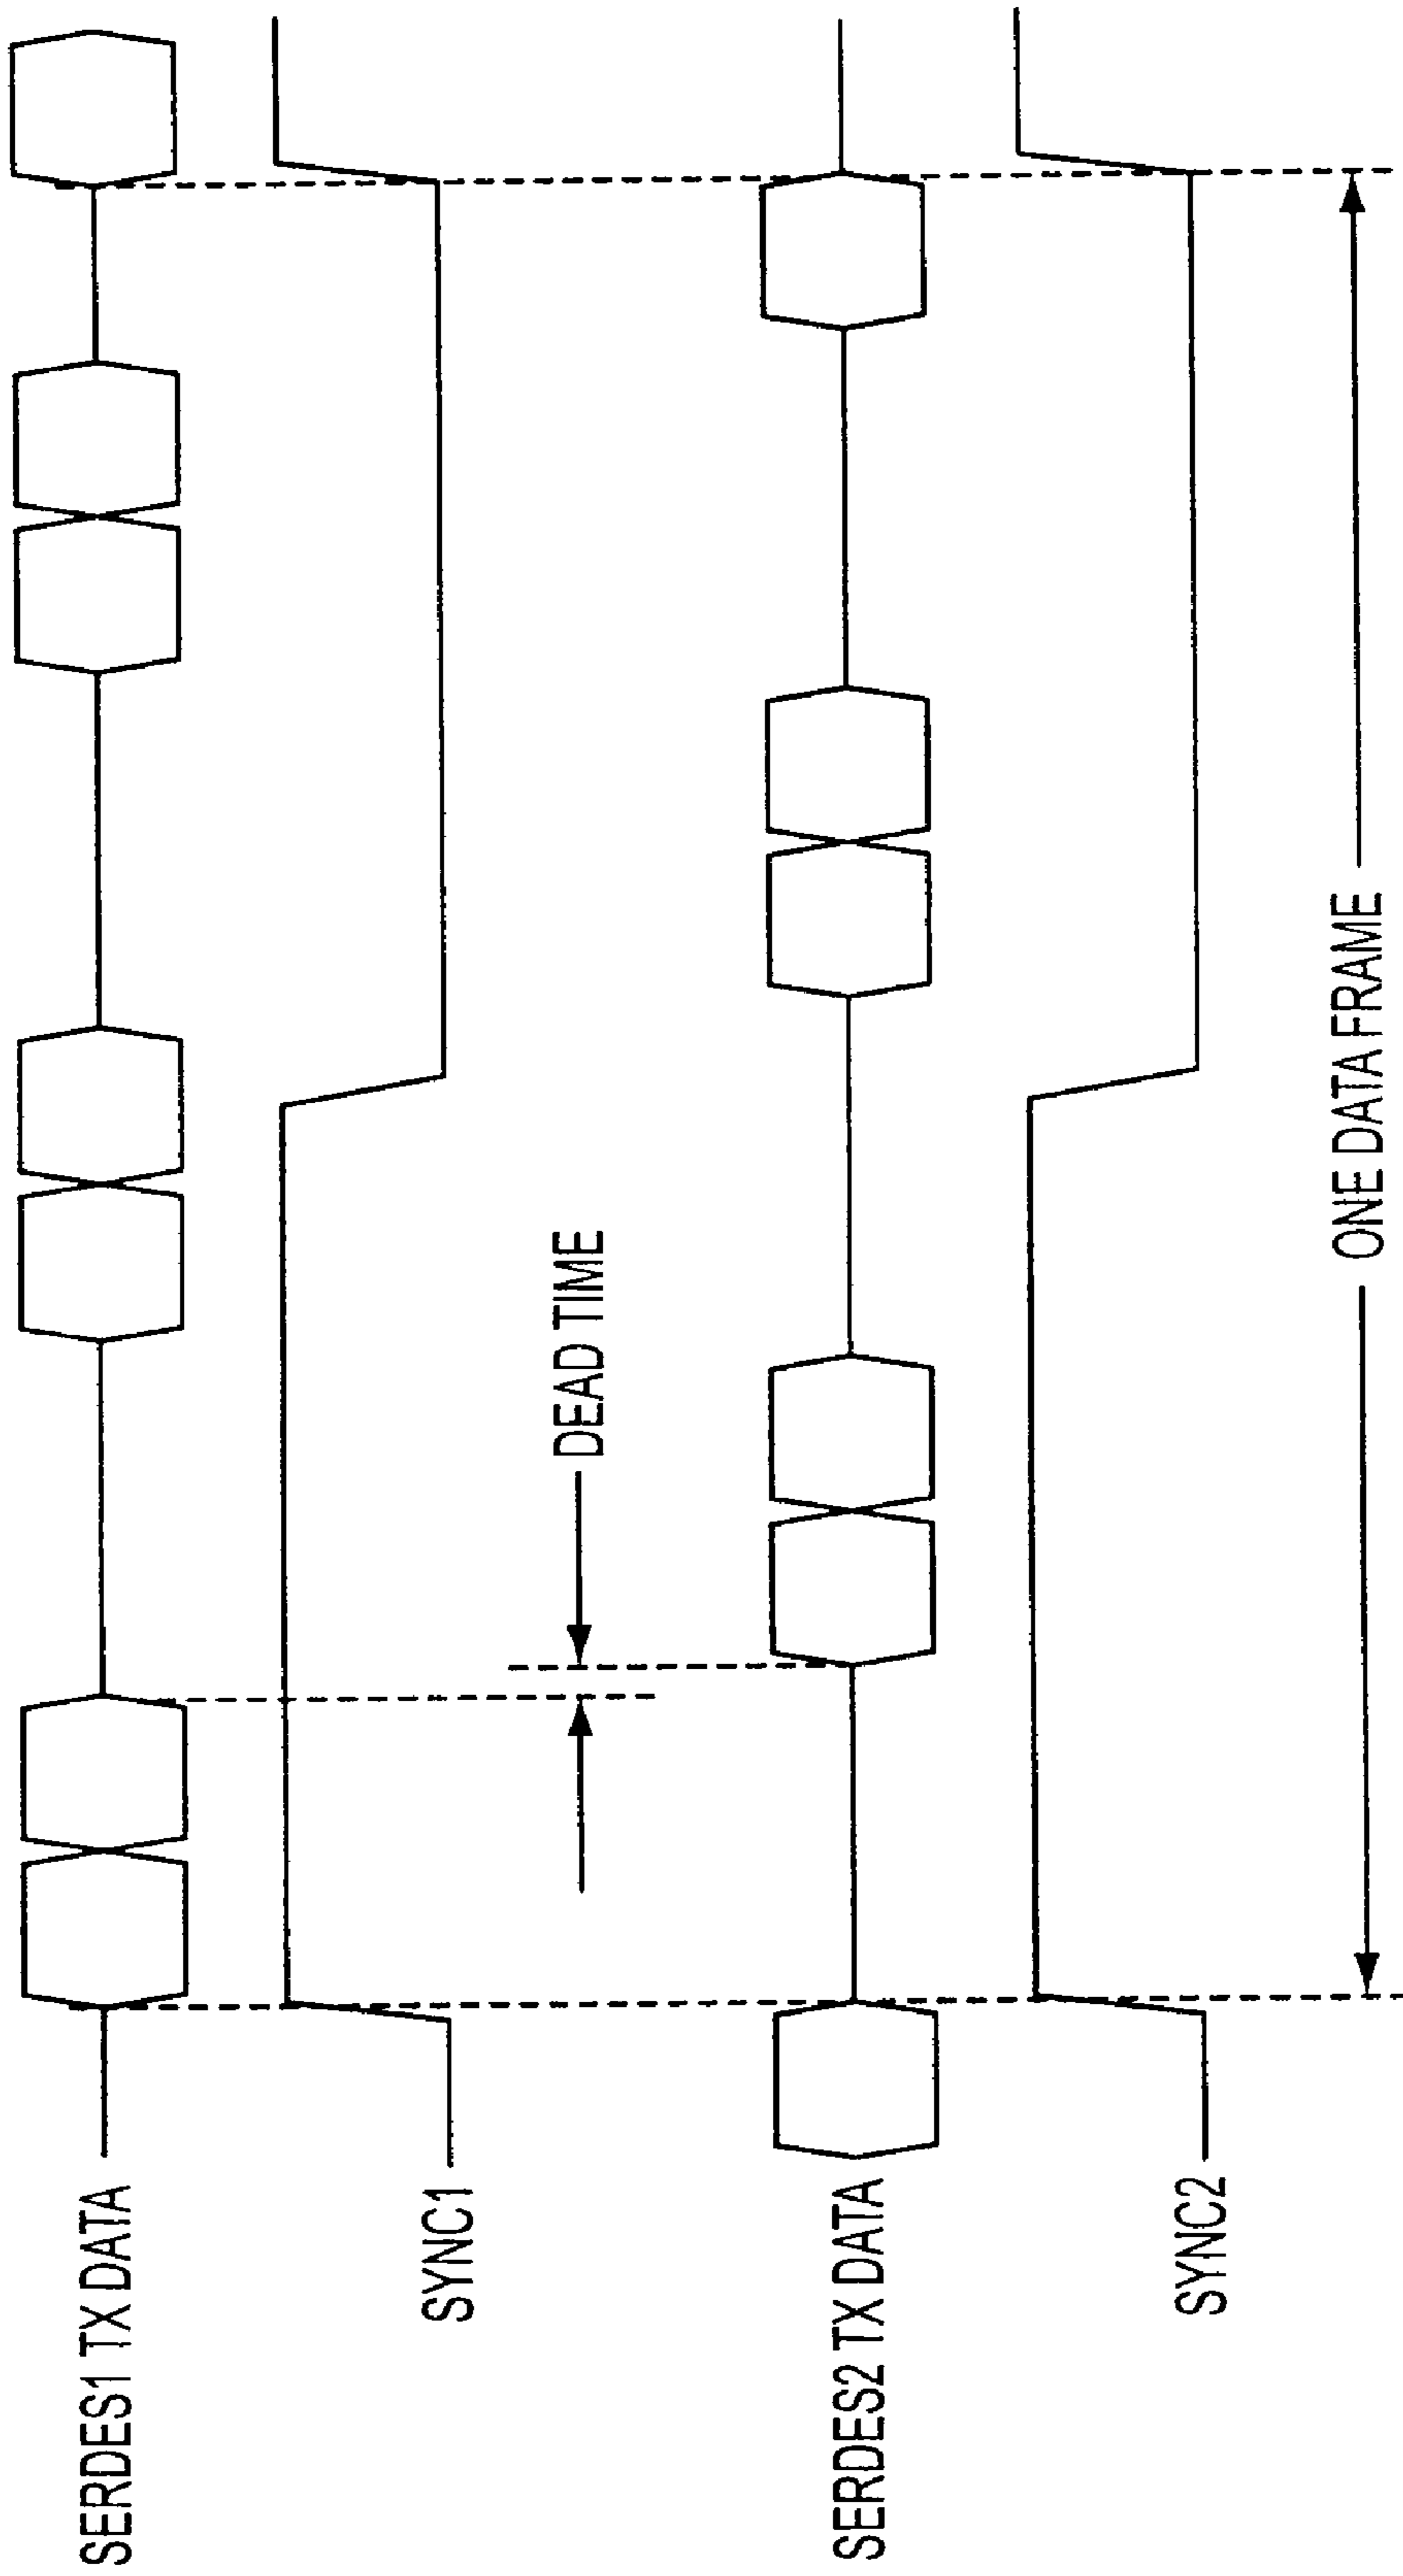 SERDES1 TX DATA
SYNC1
DEAD TIME
SERDES2 TX DATA
SYNC2
ONE DATA FRAME